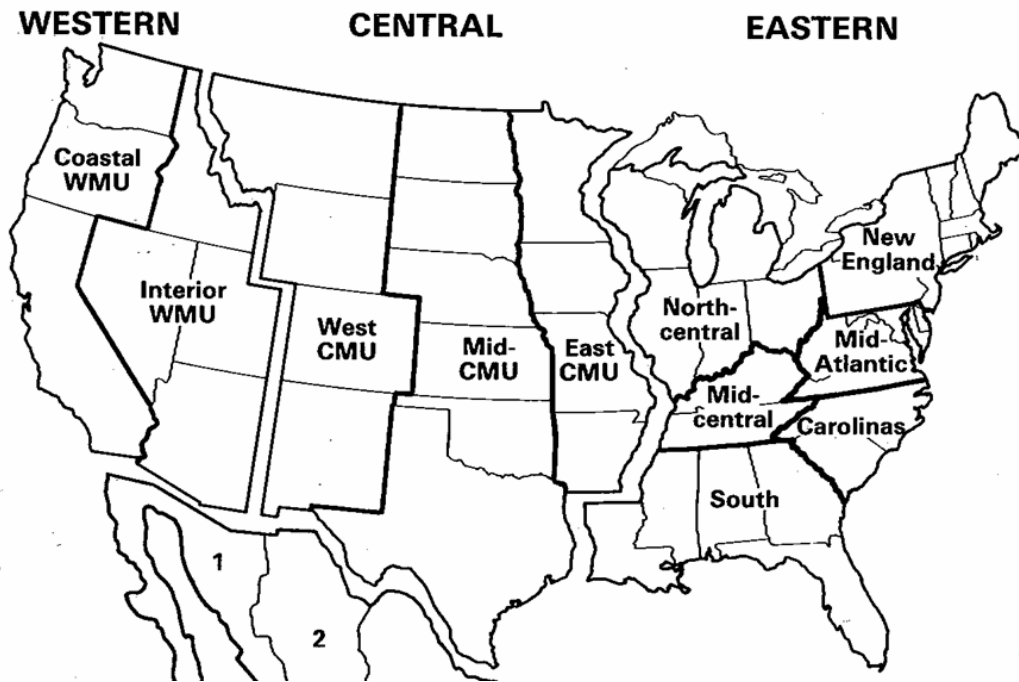 WESTERN
CENTRAL
EASTERN
Coastal
WMU
Interior
WMU
West
CMU
Mid-
CMU
East
CMU
North-
central
New
England
Mid-
Atlantic
Mid-
central
Carolinas
South
1
2